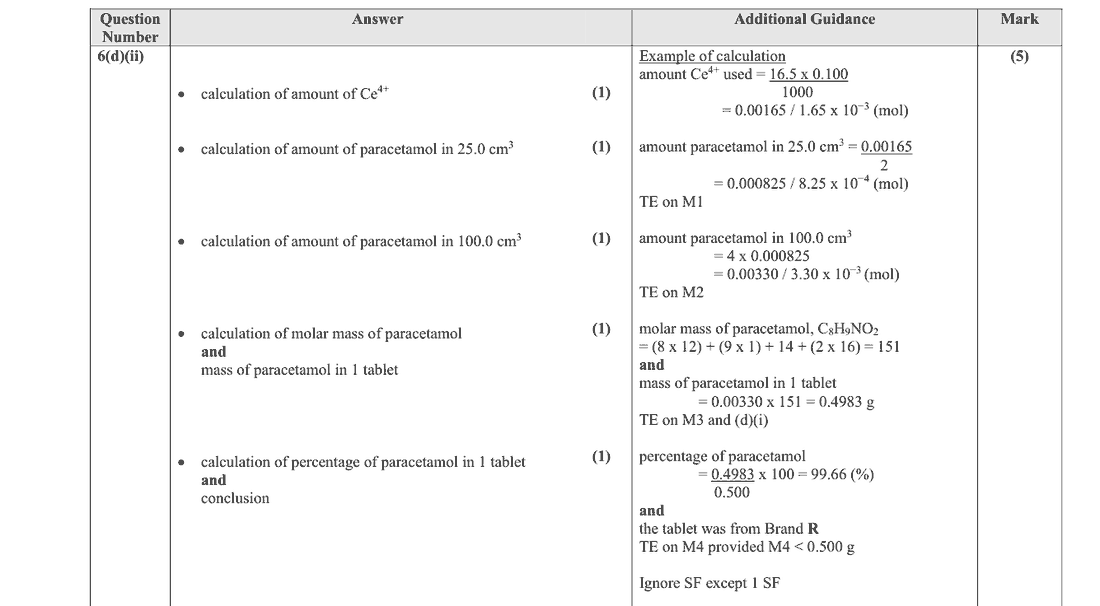 Question Number Answer Additional Guidance Mark
6(d)(ii) Example of calculation (5)
amount Ce⁴⁺ used = 16.5 x 0.100
• calculation of amount of Ce⁴⁺ (1) 1000
= 0.00165 / 1.65 x 10⁻³ (mol)
• calculation of amount of paracetamol in 25.0 cm³ (1) amount paracetamol in 25.0 cm³ = 0.00165
2
= 0.000825 / 8.25 x 10⁻⁴ (mol)
TE on M1
• calculation of amount of paracetamol in 100.0 cm³ (1) amount paracetamol in 100.0 cm³
= 4 x 0.000825
= 0.00330 / 3.30 x 10⁻³ (mol)
TE on M2
• calculation of molar mass of paracetamol (1) molar mass of paracetamol, C₈H₉NO₂
and = (8 x 12) + (9 x 1) + 14 + (2 x 16) = 151
mass of paracetamol in 1 tablet and
mass of paracetamol in 1 tablet
= 0.00330 x 151 = 0.4983 g
TE on M3 and (d)(i)
• calculation of percentage of paracetamol in 1 tablet (1) percentage of paracetamol
and = 0.4983 x 100 = 99.66 (%)
conclusion 0.500
and
the tablet was from Brand R
TE on M4 provided M4 < 0.500 g
Ignore SF except 1 SF